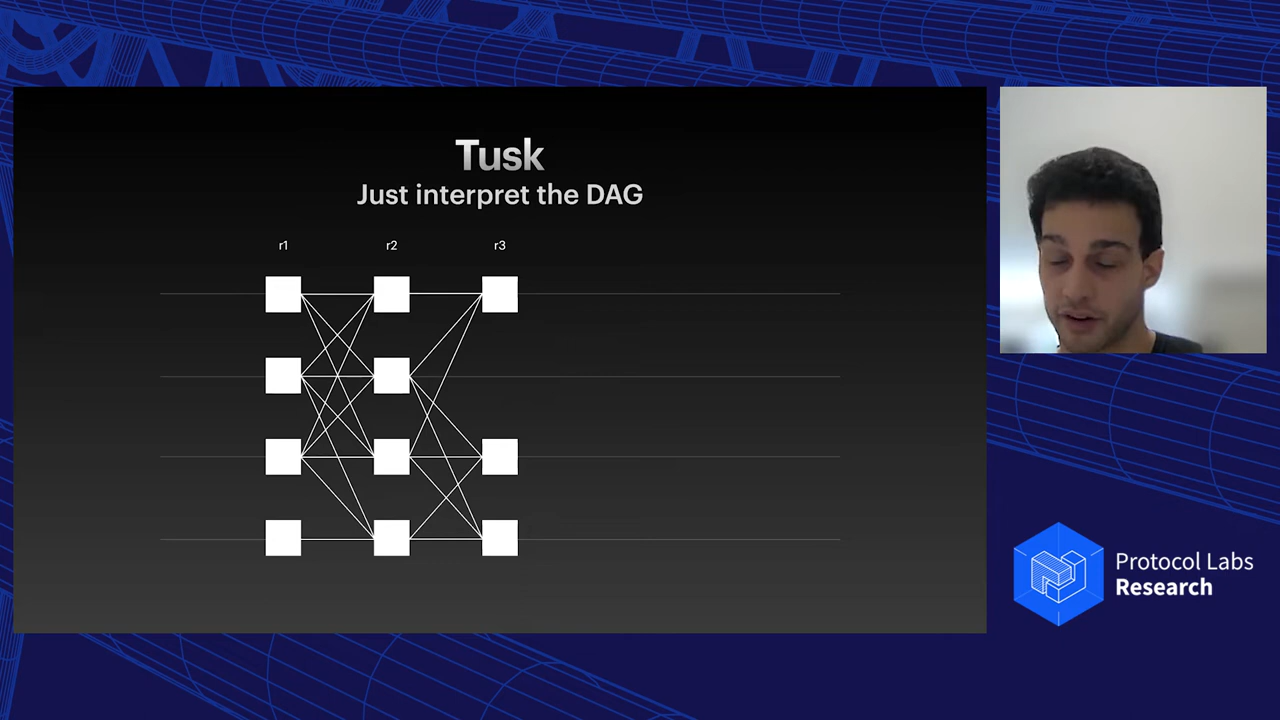 Tusk
Just interpret the DAG
r1 r2 r3
Protocol Labs
Research